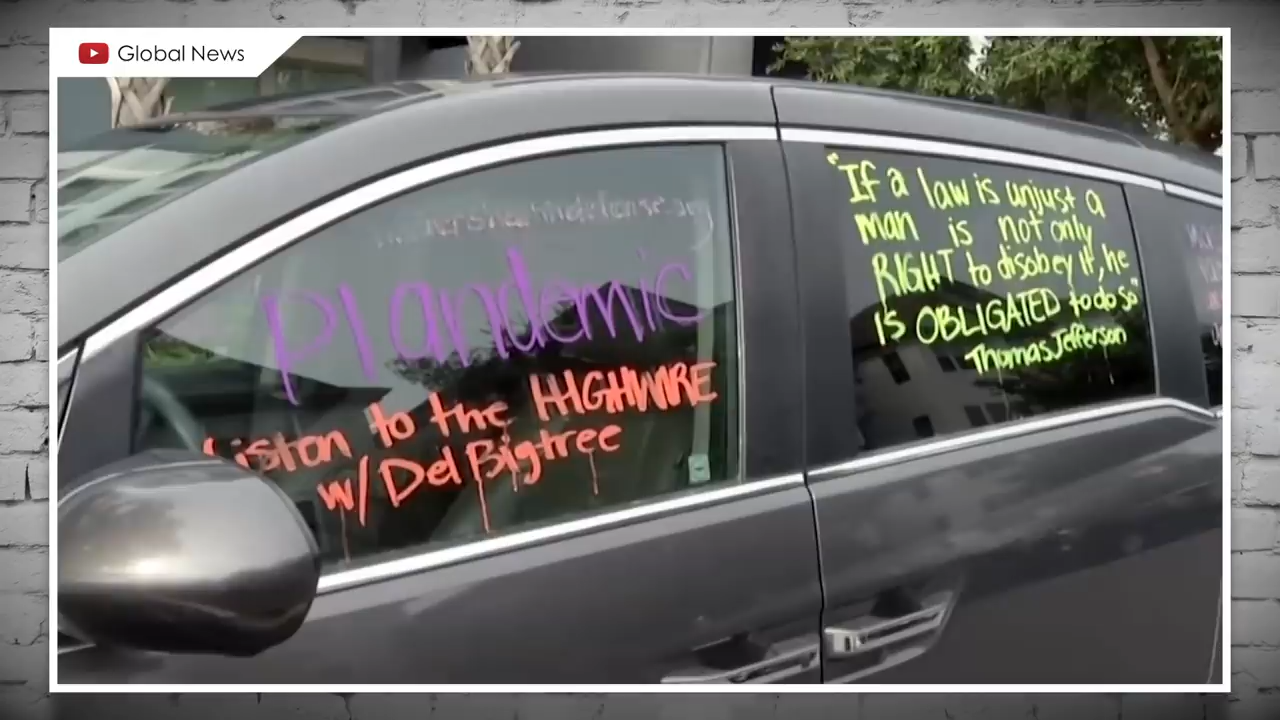 Global News
Plandemic
Liston to the HIGHWIRE
w/Del Bigtree
"If a law is unjust a
man is not only
RIGHT to disobey it, he
is OBLIGATED to do so"
Thomas Jefferson